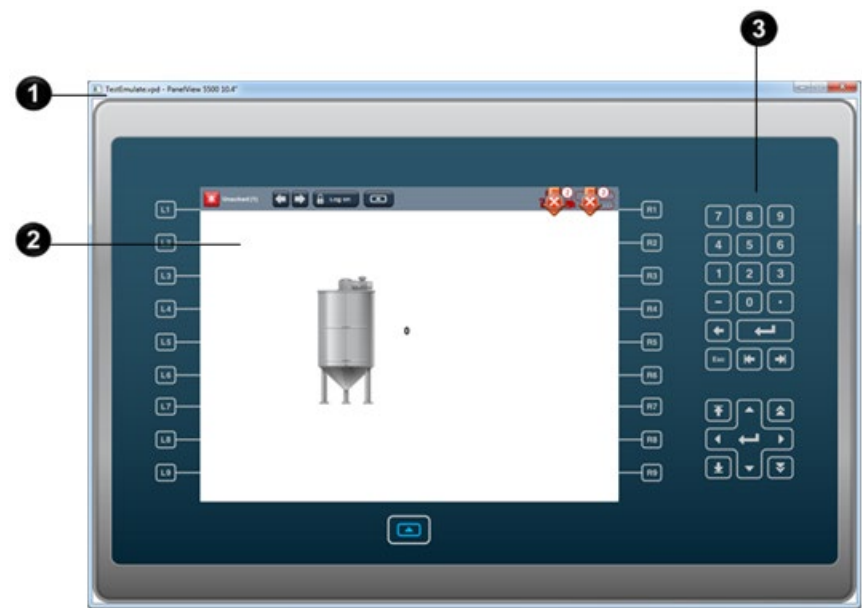 3
1
TestEmulate.vpd - PanelView 5500 10.4"
Unacked (1)
Log on
L1 R1
7 8 9
2
R2
4 5 6
L3 R3
1 2 3
L4 R4
- 0 .
L5 R5
L6 R6
Esc
L7 R7
L8 R8
L9 R9